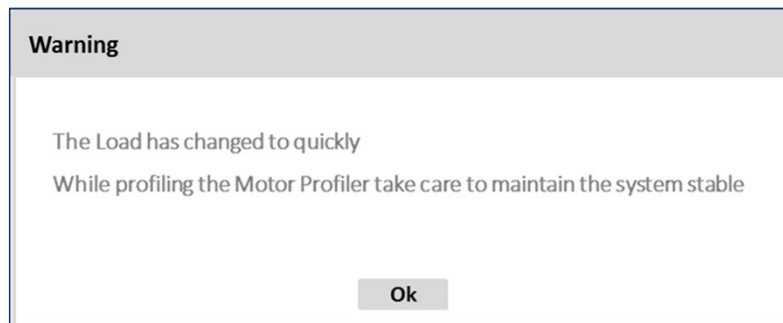 Warning
The Load has changed to quickly
While profiling the Motor Profiler take care to maintain the system stable
Ok